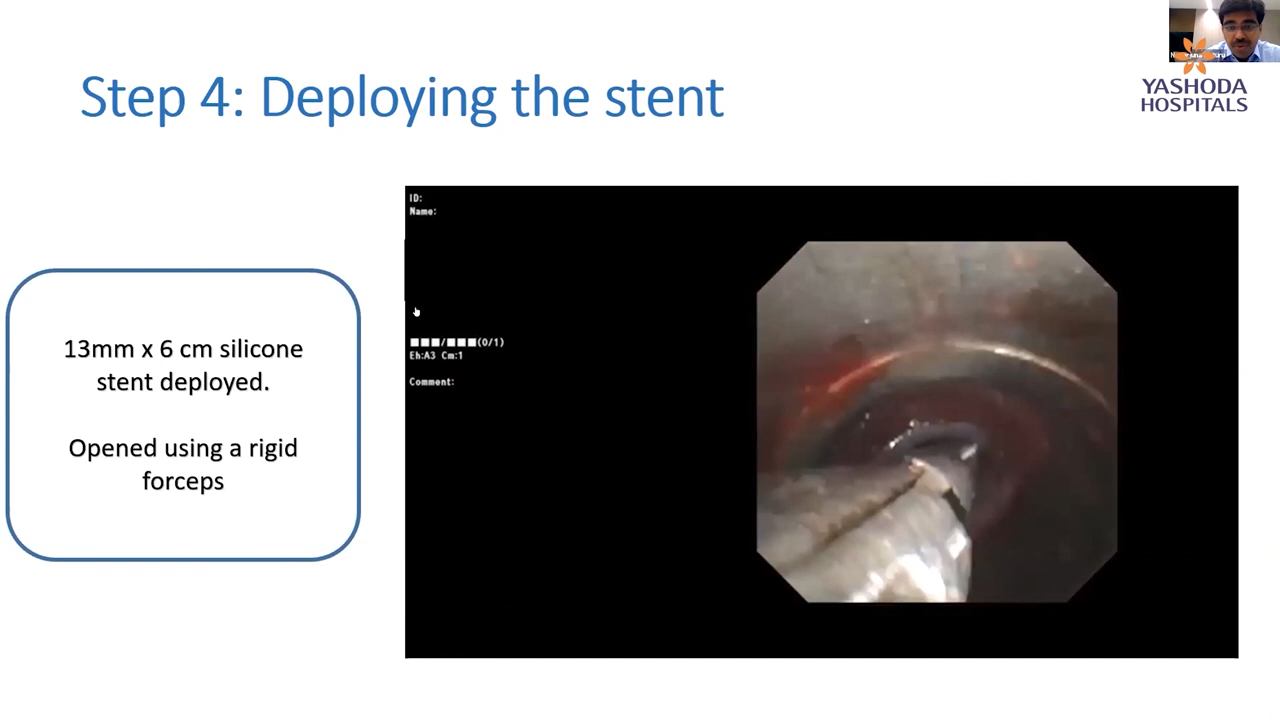 Step 4: Deploying the stent
YASHODA
HOSPITALS
ID:
Name:
(0/1)
Eh:A3 Cm:1
Comment:
13mm x 6 cm silicone
stent deployed.
Opened using a rigid
forceps